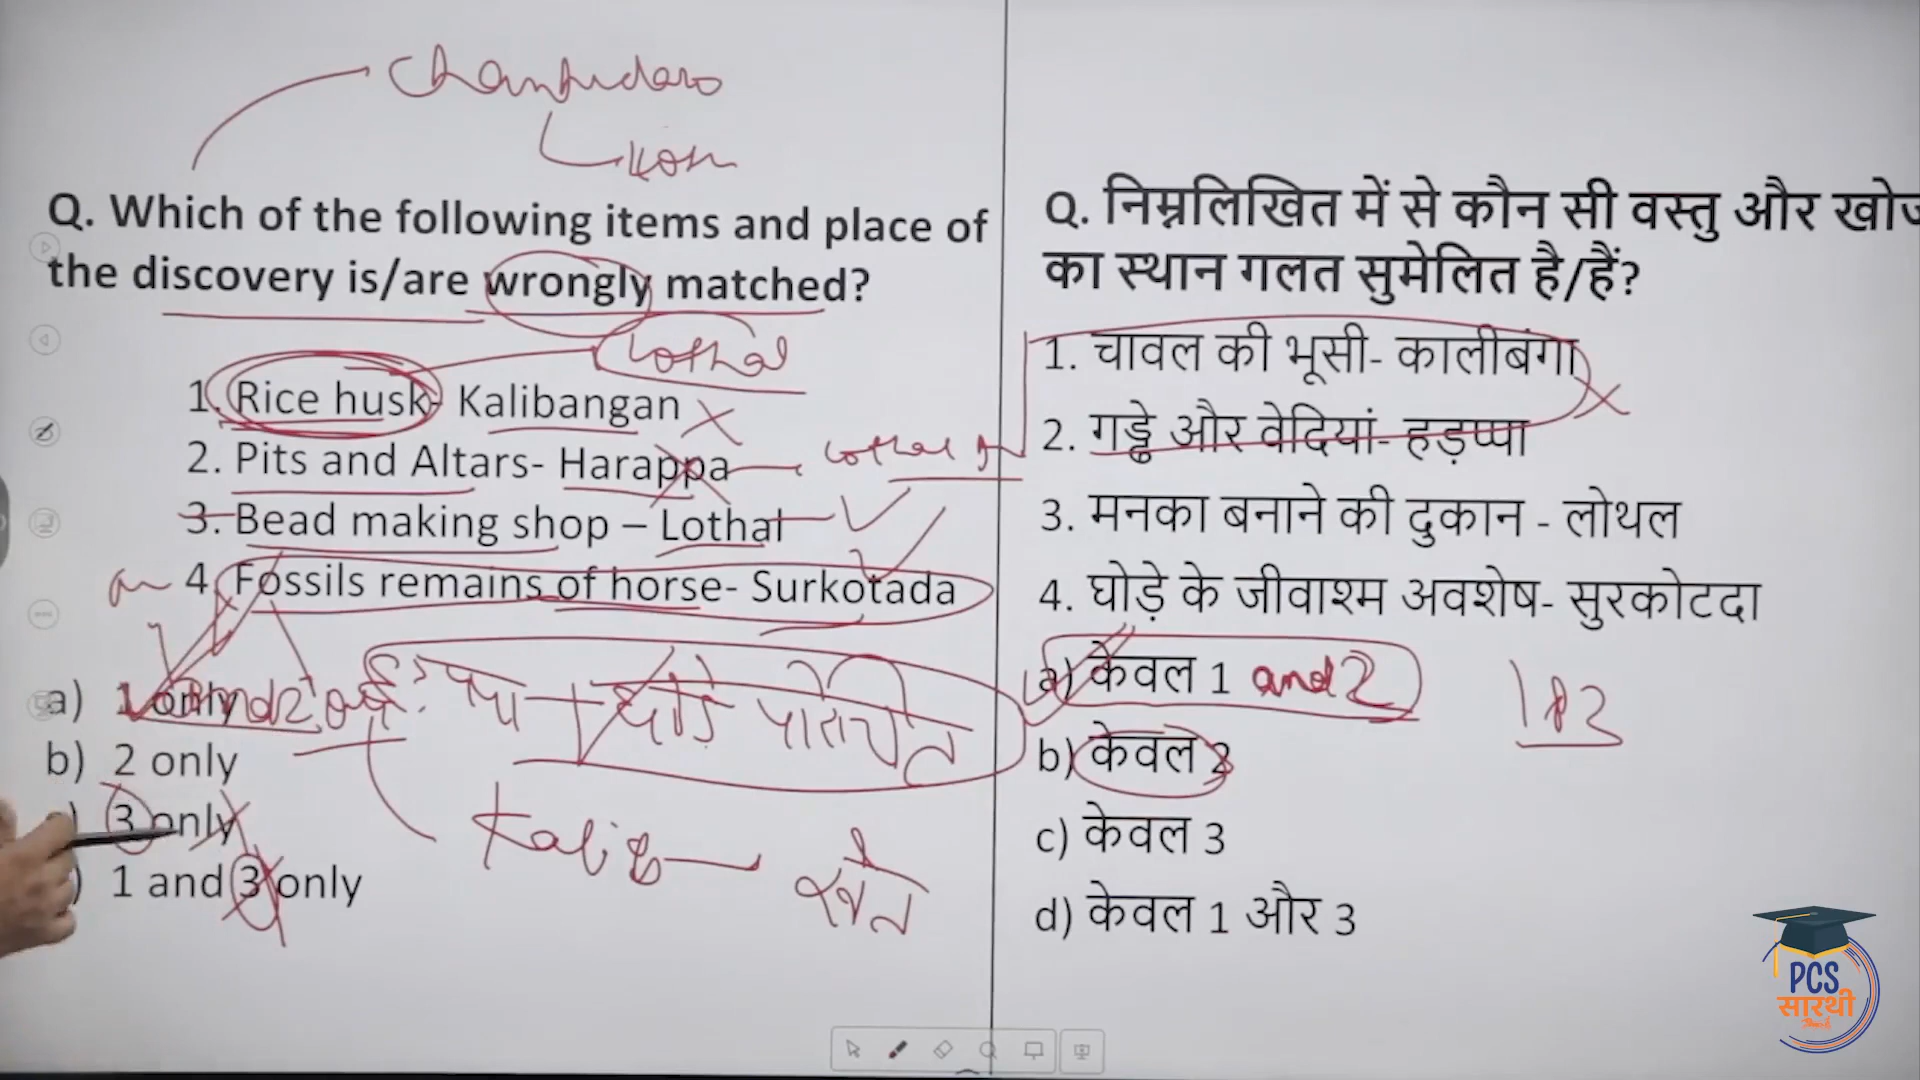 Chanhudaro
Q. Which of the following items and place of
the discovery is/are wrongly matched?
Lothal
1. Rice husk- Kalibangan
2. Pits and Altars- Harappa
Lothal
3. Bead making shop – Lothal
4. Fossils remains of horse- Surkotada
a) 1 only and 2
b) 2 only
3 only
1 and 3 only
Q. निम्नलिखित में से कौन सी वस्तु और खोज
का स्थान गलत सुमेलित है/हैं?
1. चावल की भूसी- कालीबंगा
2. गड्ढे और वेदियां- हड़प्पा
3. मनका बनाने की दुकान - लोथल
4. घोड़े के जीवाश्म अवशेष- सुरकोटदा
a) केवल 1 and 2
b) केवल 2
c) केवल 3
d) केवल 1 और 3
PCS
सारथी